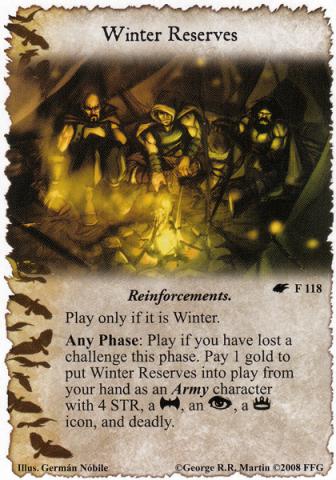 Winter Reserves
F 118
Reinforcements.
Play only if it is Winter.
Any Phase: Play if you have lost a
challenge this phase. Pay 1 gold to
put Winter Reserves into play from
your hand as an Army character
with 4 STR, a , an , a
icon, and deadly.
Illus. Germán Nóbile ©George R.R. Martin ©2008 FFG